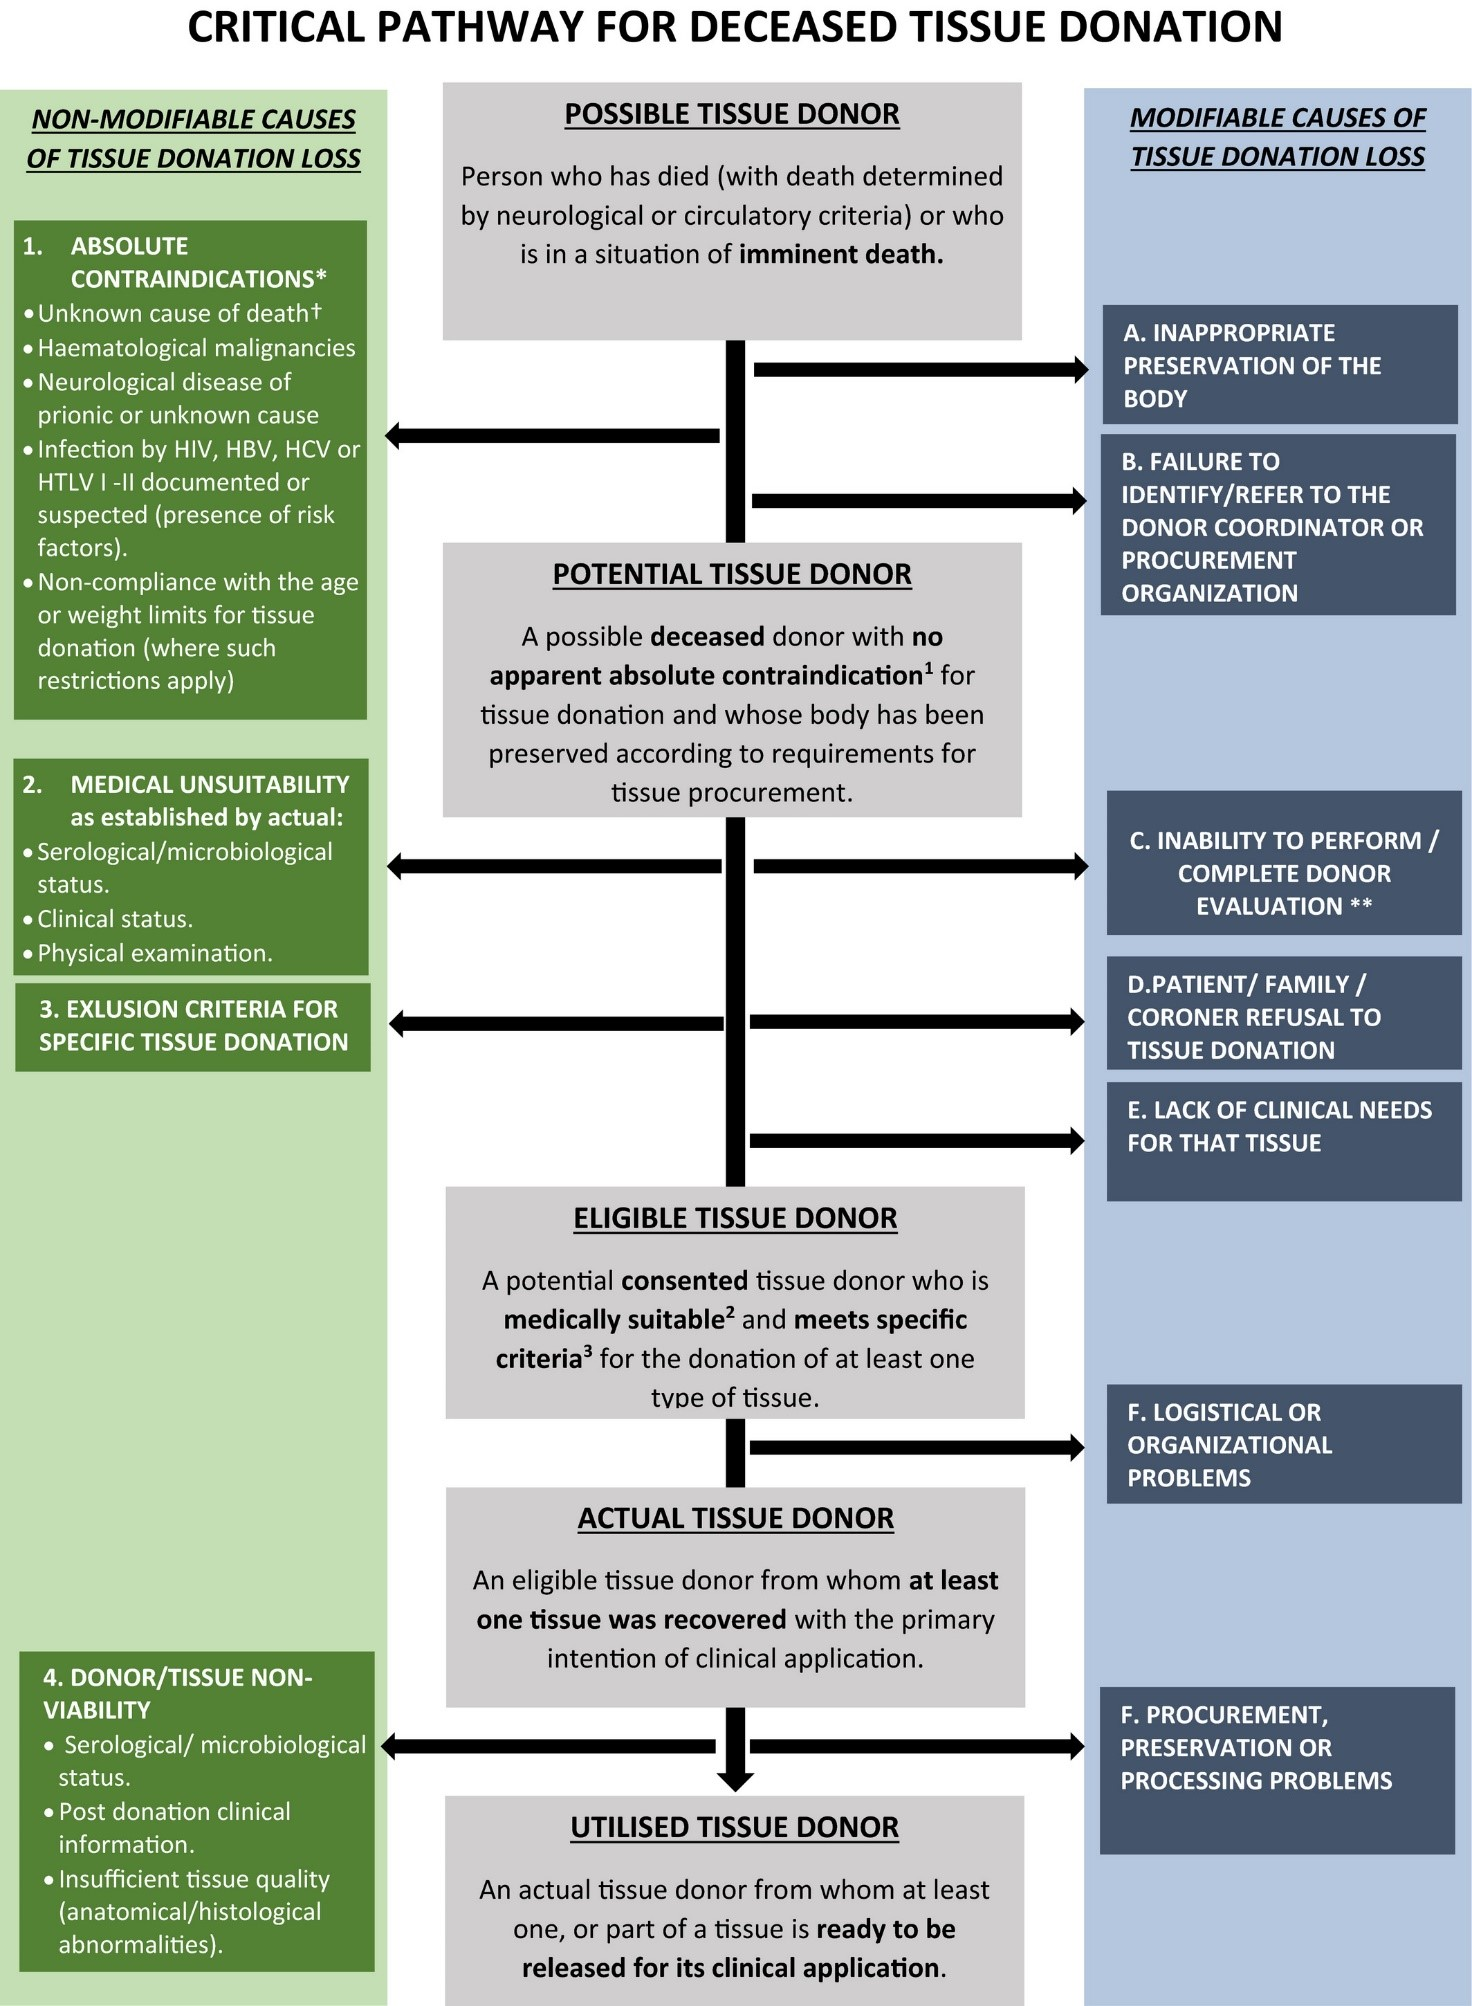 CRITICAL PATHWAY FOR DECEASED TISSUE DONATION
NON-MODIFIABLE CAUSES
OF TISSUE DONATION LOSS
1. ABSOLUTE
CONTRAINDICATIONS*
• Unknown cause of death†
• Haematological malignancies
• Neurological disease of
prionic or unknown cause
• Infection by HIV, HBV, HCV or
HTLV I -II documented or
suspected (presence of risk
factors).
• Non-compliance with the age
or weight limits for tissue
donation (where such
restrictions apply)
2. MEDICAL UNSUITABILITY
as established by actual:
• Serological/microbiological
status.
• Clinical status.
• Physical examination.
3. EXLUSION CRITERIA FOR
SPECIFIC TISSUE DONATION
4. DONOR/TISSUE NON-
VIABILITY
• Serological/ microbiological
status.
• Post donation clinical
information.
• Insufficient tissue quality
(anatomical/histological
abnormalities).
POSSIBLE TISSUE DONOR
Person who has died (with death determined
by neurological or circulatory criteria) or who
is in a situation of imminent death.
POTENTIAL TISSUE DONOR
A possible deceased donor with no
apparent absolute contraindication¹ for
tissue donation and whose body has been
preserved according to requirements for
tissue procurement.
ELIGIBLE TISSUE DONOR
A potential consented tissue donor who is
medically suitable² and meets specific
criteria³ for the donation of at least one
type of tissue.
ACTUAL TISSUE DONOR
An eligible tissue donor from whom at least
one tissue was recovered with the primary
intention of clinical application.
UTILISED TISSUE DONOR
An actual tissue donor from whom at least
one, or part of a tissue is ready to be
released for its clinical application.
MODIFIABLE CAUSES OF
TISSUE DONATION LOSS
A. INAPPROPRIATE
PRESERVATION OF THE
BODY
B. FAILURE TO
IDENTIFY/REFER TO THE
DONOR COORDINATOR OR
PROCUREMENT
ORGANIZATION
C. INABILITY TO PERFORM /
COMPLETE DONOR
EVALUATION **
D.PATIENT/ FAMILY /
CORONER REFUSAL TO
TISSUE DONATION
E. LACK OF CLINICAL NEEDS
FOR THAT TISSUE
F. LOGISTICAL OR
ORGANIZATIONAL
PROBLEMS
F. PROCUREMENT,
PRESERVATION OR
PROCESSING PROBLEMS